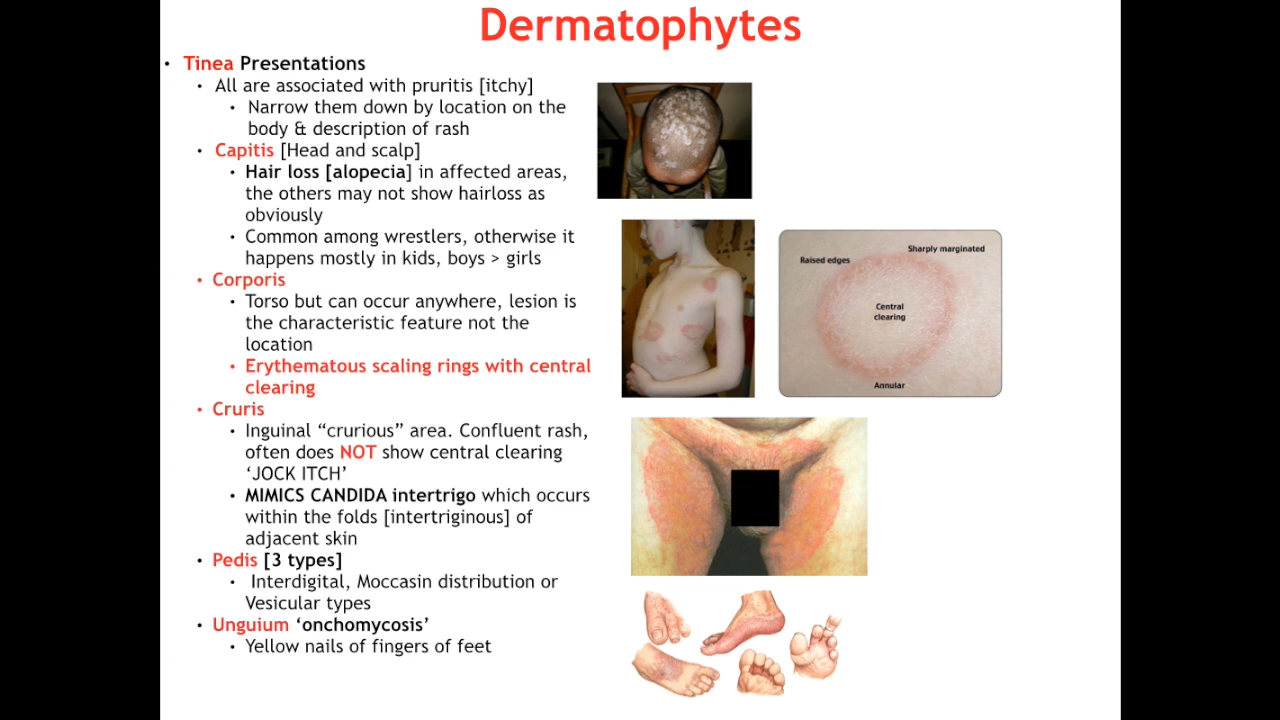 Dermatophytes
• Tinea Presentations
• All are associated with pruritis [itchy]
• Narrow them down by location on the
body & description of rash
• Capitis [Head and scalp]
• Hair loss [alopecia] in affected areas,
the others may not show hairloss as
obviously
• Common among wrestlers, otherwise it
happens mostly in kids, boys > girls
• Corporis
• Torso but can occur anywhere, lesion is
the characteristic feature not the
location
• Erythematous scaling rings with central
clearing
• Cruris
• Inguinal “crurious” area. Confluent rash,
often does NOT show central clearing
‘JOCK ITCH’
• MIMICS CANDIDA intertrigo which occurs
within the folds [intertriginous] of
adjacent skin
• Pedis [3 types]
• Interdigital, Moccasin distribution or
Vesicular types
• Unguium ‘onchomycosis’
• Yellow nails of fingers of feet
Sharply marginated
Raised edges
Central
clearing
Annular